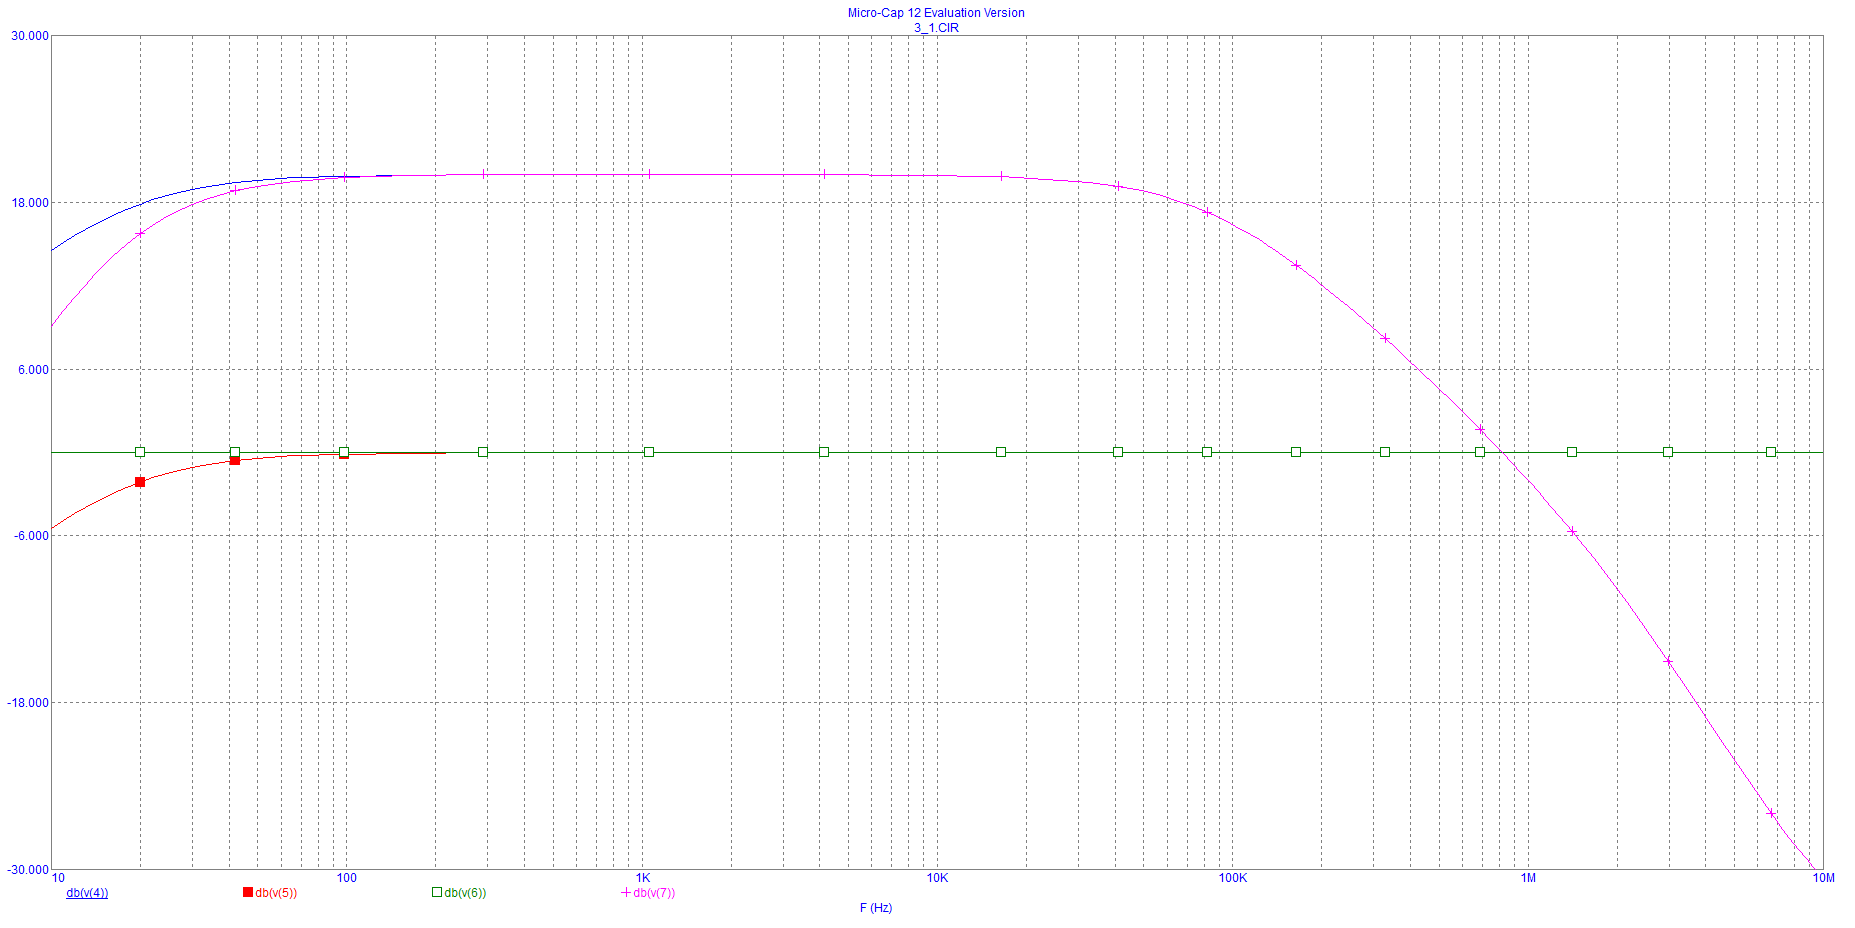 Micro-Cap 12 Evaluation Version
3_1.CIR
30.000
18.000
6.000
-6.000
-18.000
-30.000
10 100 1K 10K 100K 1M 10M
db(v(4)) db(v(5)) db(v(6)) db(v(7))
F (Hz)